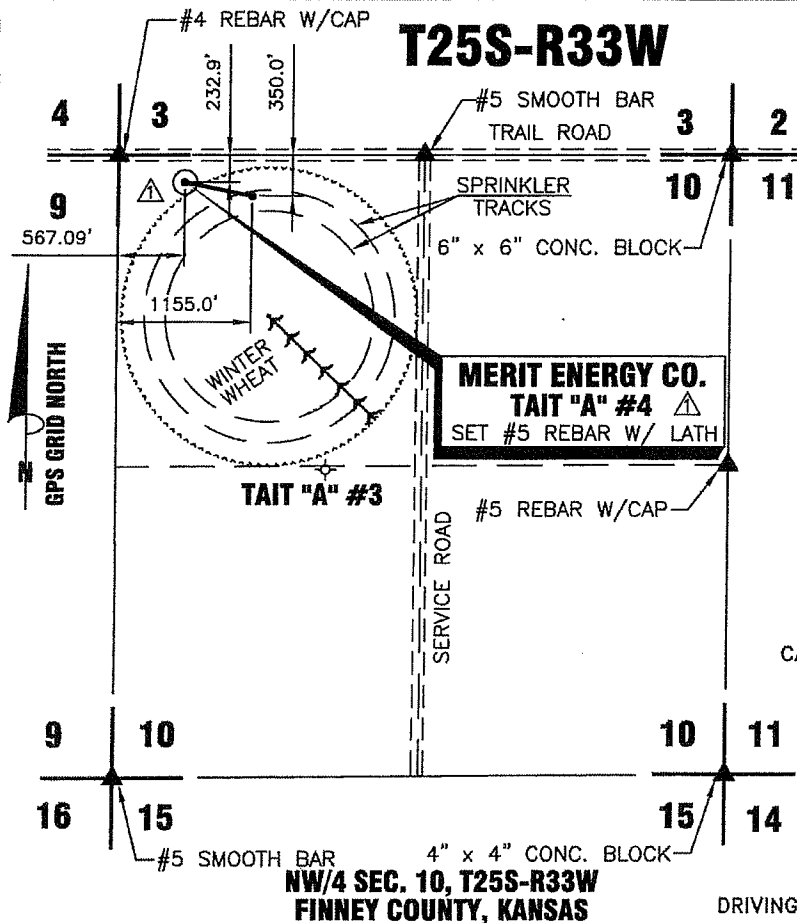 #4 REBAR W/CAP
T25S-R33W
232.9'
350.0'
#5 SMOOTH BAR
TRAIL ROAD
4
3
3
2
9
10
11
1
SPRINKLER
TRACKS
6" x 6" CONC. BLOCK
567.09'
1155.0'
GPS GRID NORTH
N
WINTER
WHEAT
MERIT ENERGY CO.
TAIT "A" #4 1
SET #5 REBAR W/ LATH
TAIT "A" #3
#5 REBAR W/CAP
SERVICE ROAD
CA
9
10
10
11
16
15
15
14
#5 SMOOTH BAR
4" x 4" CONC. BLOCK
NW/4 SEC. 10, T25S-R33W
FINNEY COUNTY, KANSAS
DRIVING